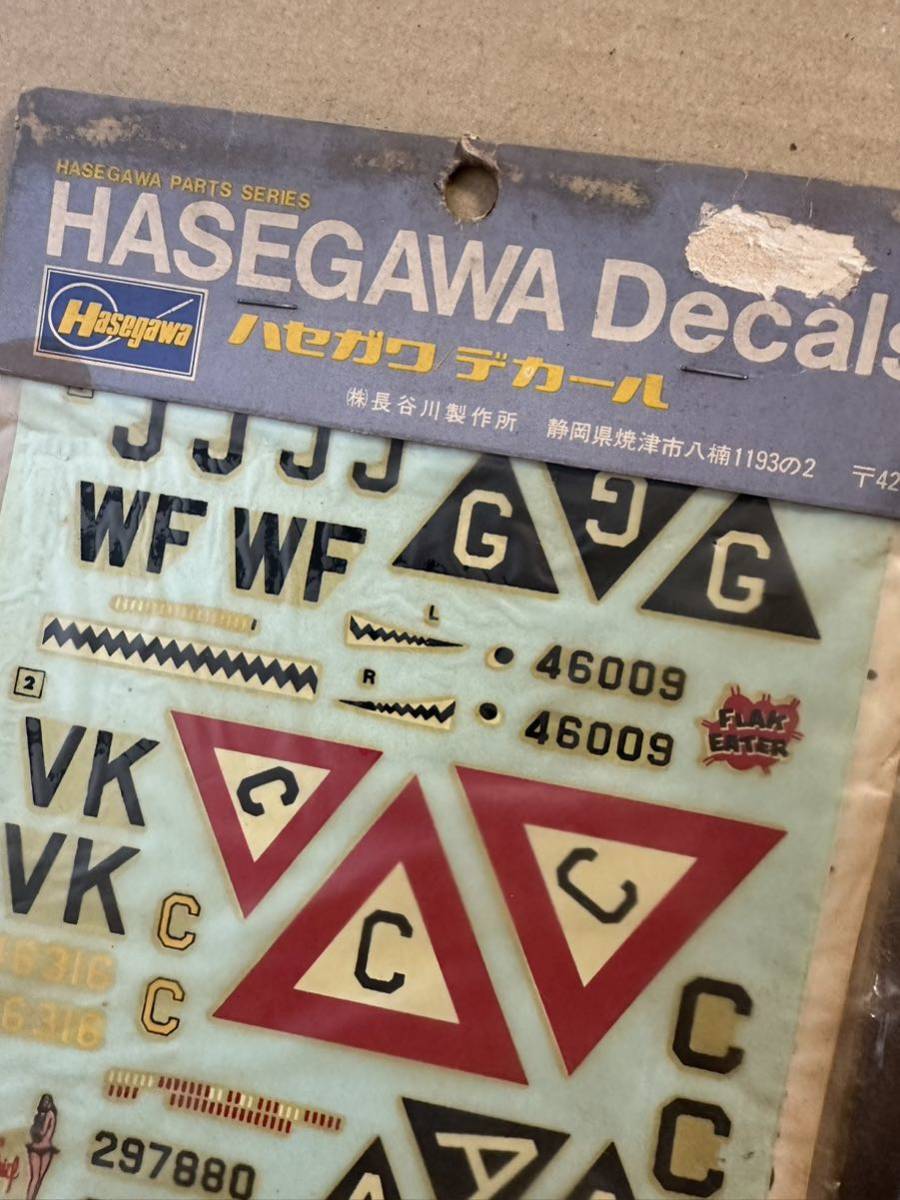 HASEGAWA PARTS SERIES
HASEGAWA Decals
Hasegawa
ハセガワ/デカール
㈱長谷川製作所 静岡県焼津市八楠1193の2 〒42
J J J J
WF WF
G G G
L
46009
R
46009
FLAK
EATER
2
VK
C C C
VK
C
C
6316
C
6316
C
297880
A A